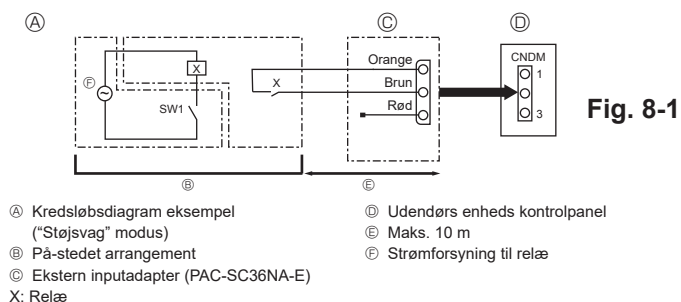 Ⓐ Ⓒ Ⓓ
Orange
Brun
Rød
CNDM
1
3
X
X
SW1
Ⓕ
Ⓑ Ⓔ
Fig. 8-1
Ⓐ Kredsløbsdiagram eksempel
(“Støjsvag” modus)
Ⓑ På-stedet arrangement
Ⓒ Ekstern inputadapter (PAC-SC36NA-E)
X: Relæ
Ⓓ Udendørs enheds kontrolpanel
Ⓔ Maks. 10 m
Ⓕ Strømforsyning til relæ